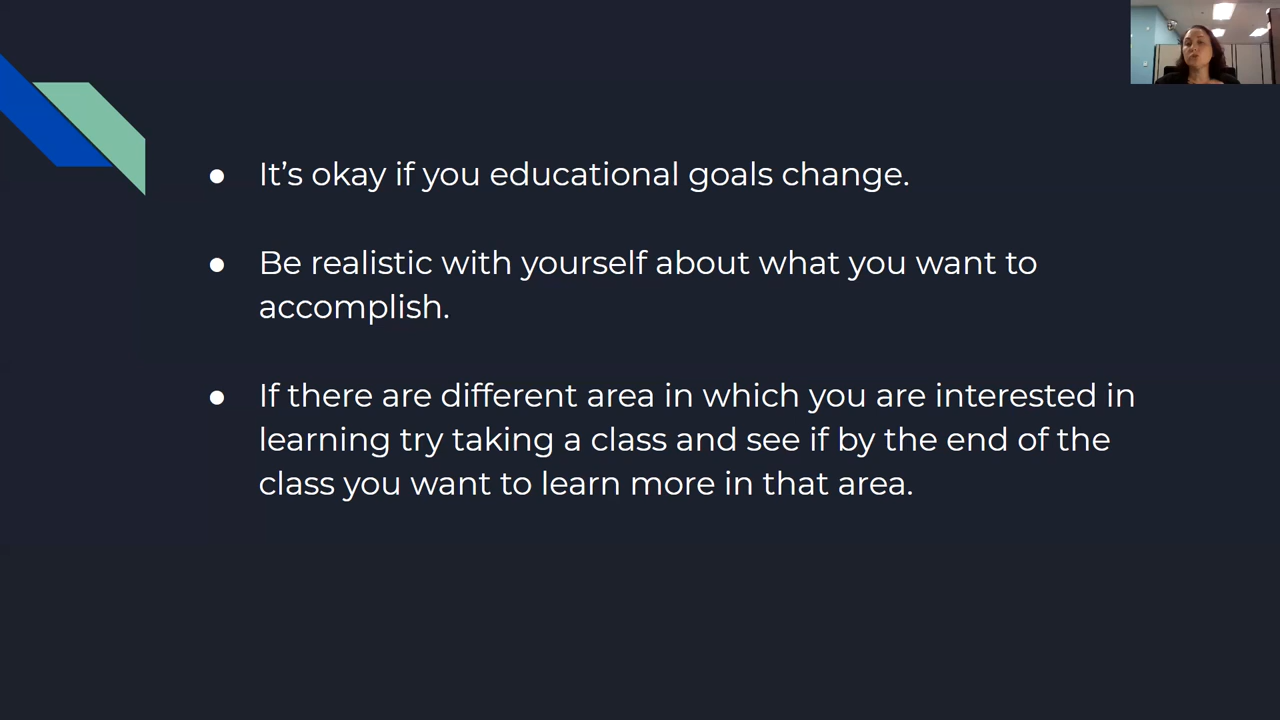 ● It’s okay if you educational goals change.
● Be realistic with yourself about what you want to
accomplish.
● If there are different area in which you are interested in
learning try taking a class and see if by the end of the
class you want to learn more in that area.